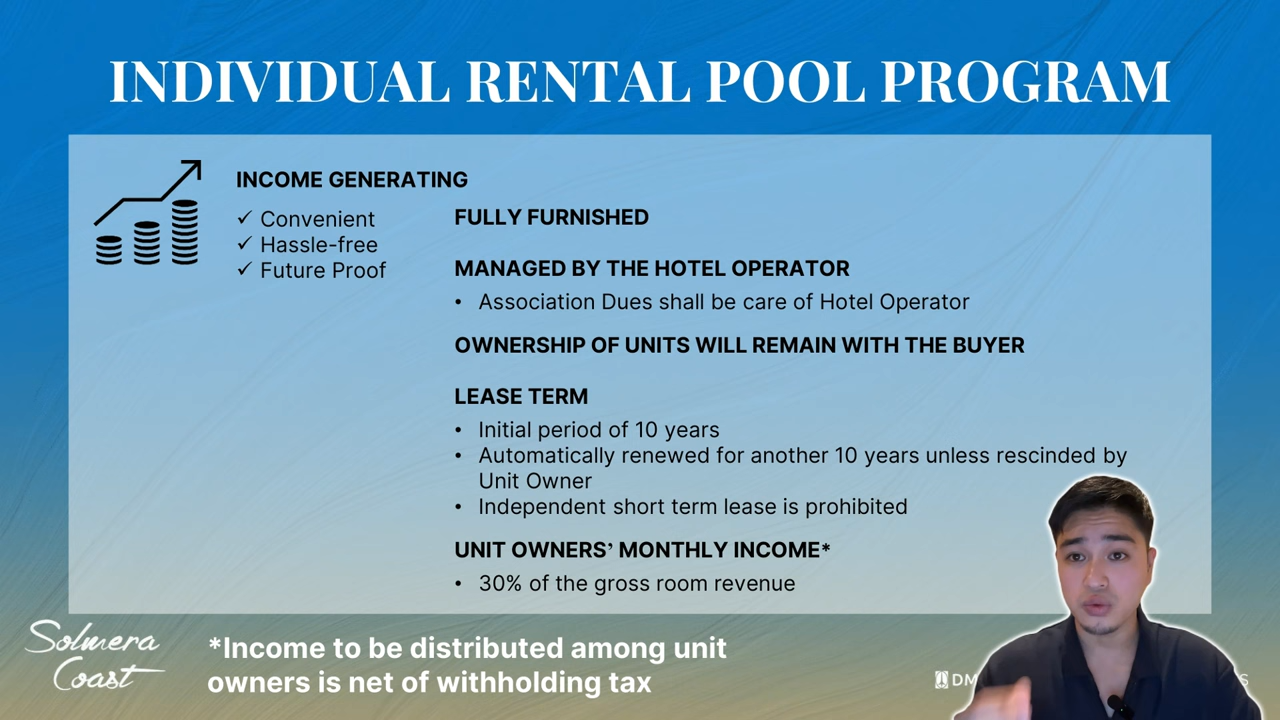 INDIVIDUAL RENTAL POOL PROGRAM
INCOME GENERATING
✓ Convenient
✓ Hassle-free
✓ Future Proof
FULLY FURNISHED
MANAGED BY THE HOTEL OPERATOR
• Association Dues shall be care of Hotel Operator
OWNERSHIP OF UNITS WILL REMAIN WITH THE BUYER
LEASE TERM
• Initial period of 10 years
• Automatically renewed for another 10 years unless rescinded by
Unit Owner
• Independent short term lease is prohibited
UNIT OWNERS’ MONTHLY INCOME*
• 30% of the gross room revenue
*Income to be distributed among unit
owners is net of withholding tax
Solmera
Coast